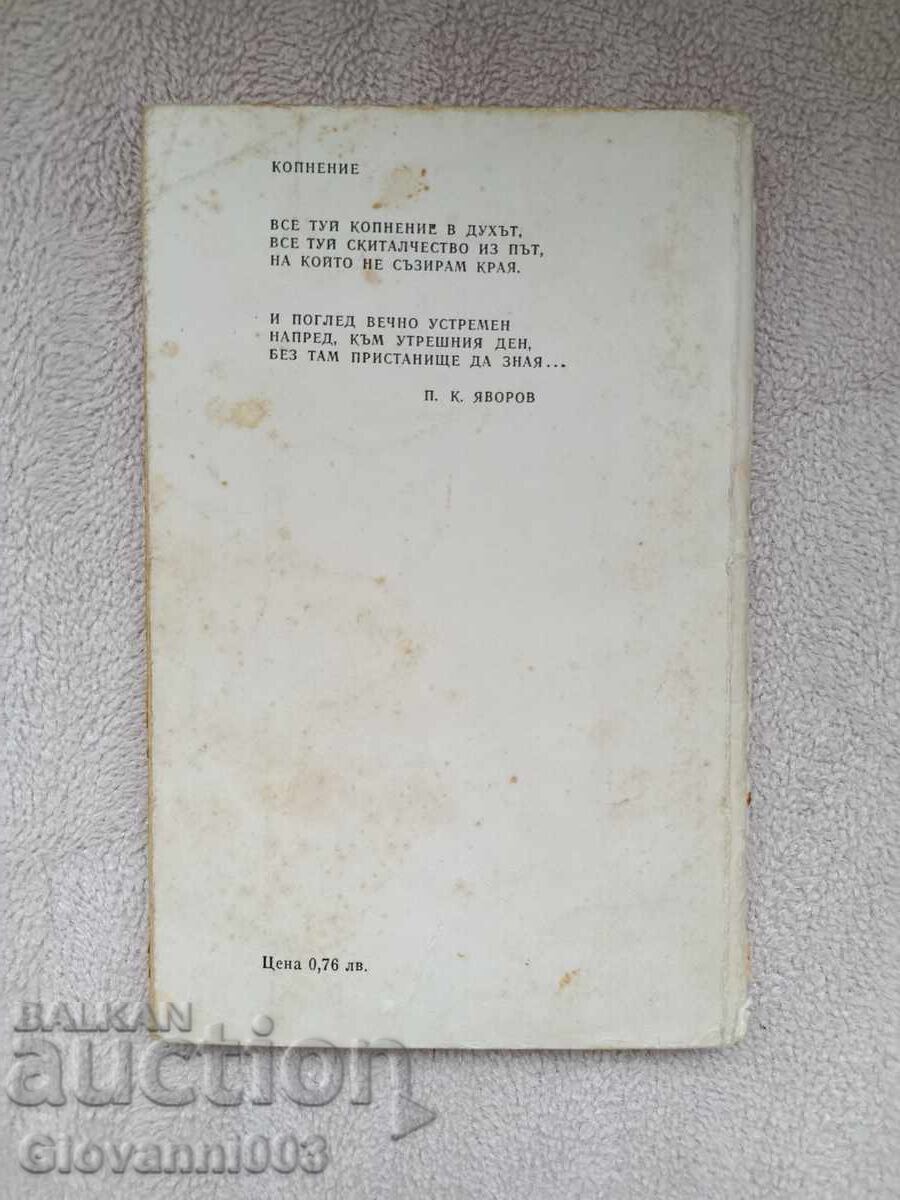 КОПНЕНИЕ
ВСЕ ТУЙ КОПНЕНИЕ В ДУХЪТ,
ВСЕ ТУЙ СКИТАЛЧЕСТВО ИЗ ПЪТ,
НА КОЙТО НЕ СЪЗИРАМ КРАЯ.
И ПОГЛЕД ВЕЧНО УСТРЕМЕН
НАПРЕД, КЪМ УТРЕШНИЯ ДЕН,
БЕЗ ТАМ ПРИСТАНИЩЕ ДА ЗНАЯ...
П. К. ЯВОРОВ
Цена 0,76 лв.
BALKAN
auction
Giovanni003